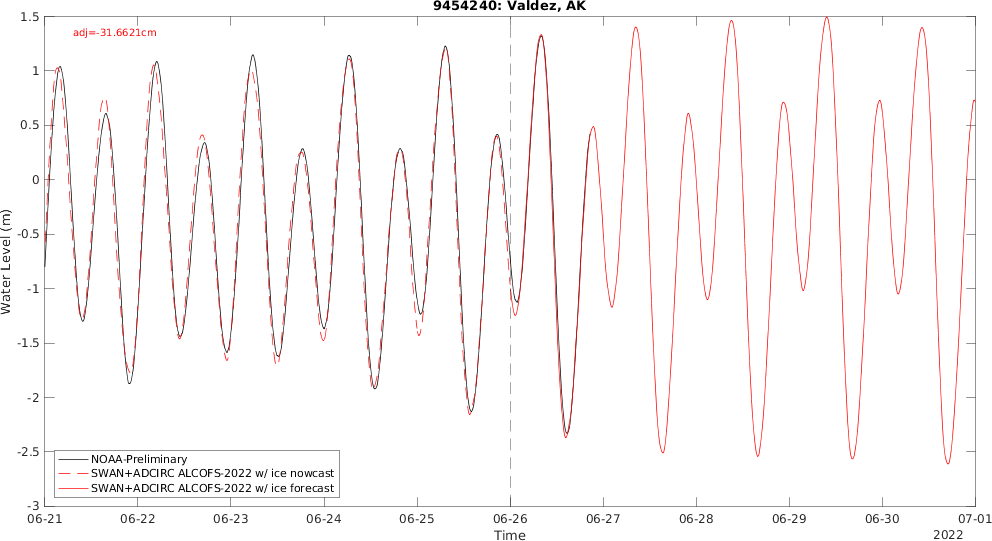 9454240: Valdez, AK
adj=-31.6621cm
Water Level (m)
1.5
1
0.5
0
-0.5
-1
-1.5
-2
-2.5
-3
NOAA-Preliminary
SWAN+ADCIRC ALCOFS-2022 w/ ice nowcast
SWAN+ADCIRC ALCOFS-2022 w/ ice forecast
06-21 06-22 06-23 06-24 06-25 06-26 06-27 06-28 06-29 06-30 07-01
Time
2022